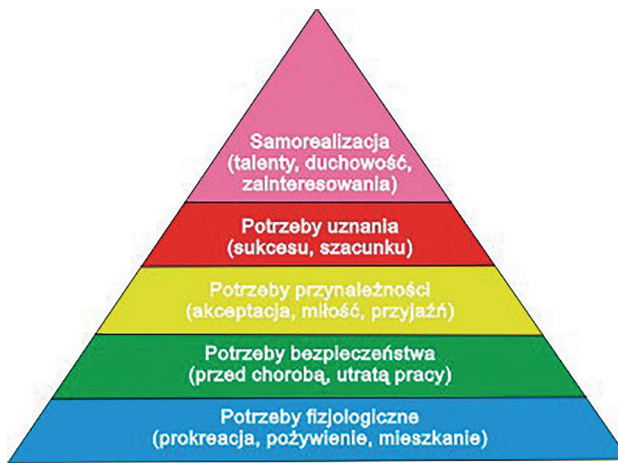 Samorealizacja
(talenty, duchowość,
zainteresowania)
Potrzeby uznania
(sukcesu, szacunku)
Potrzeby przynależności
(akceptacja, miłość, przyjaźń)
Potrzeby bezpieczeństwa
(przed chorobą, utratą pracy)
Potrzeby fizjologiczne
(prokreacja, pożywienie, mieszkanie)